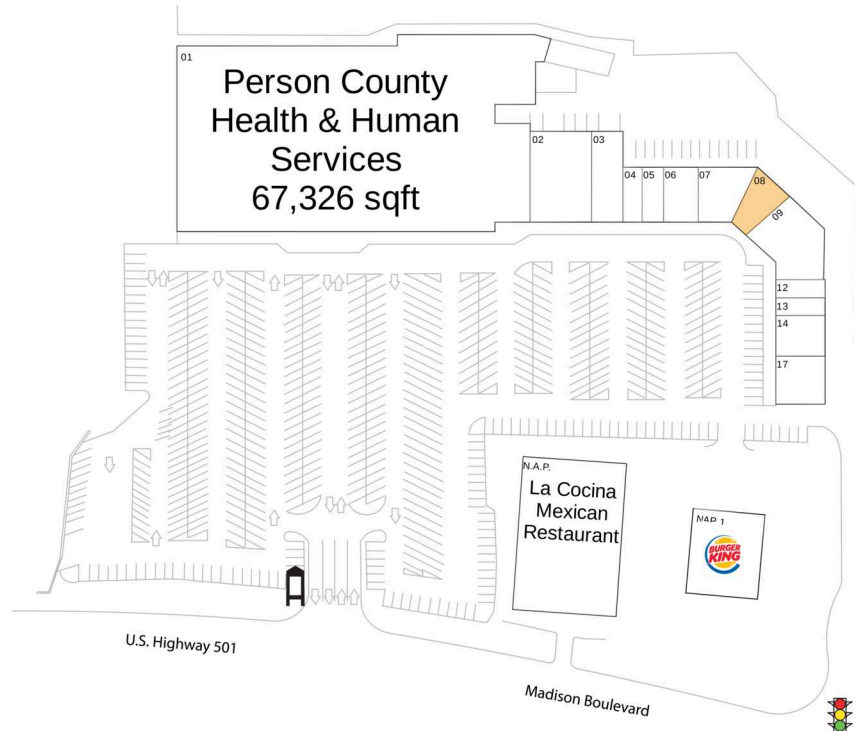 01
Person County
Health & Human
Services
67,326 sqft
02
03
04
05
06
07
08
09
12
13
14
17
N.A.P.
La Cocina
Mexican
Restaurant
NAP 1
BURGER
KING
U.S. Highway 501
Madison Boulevard